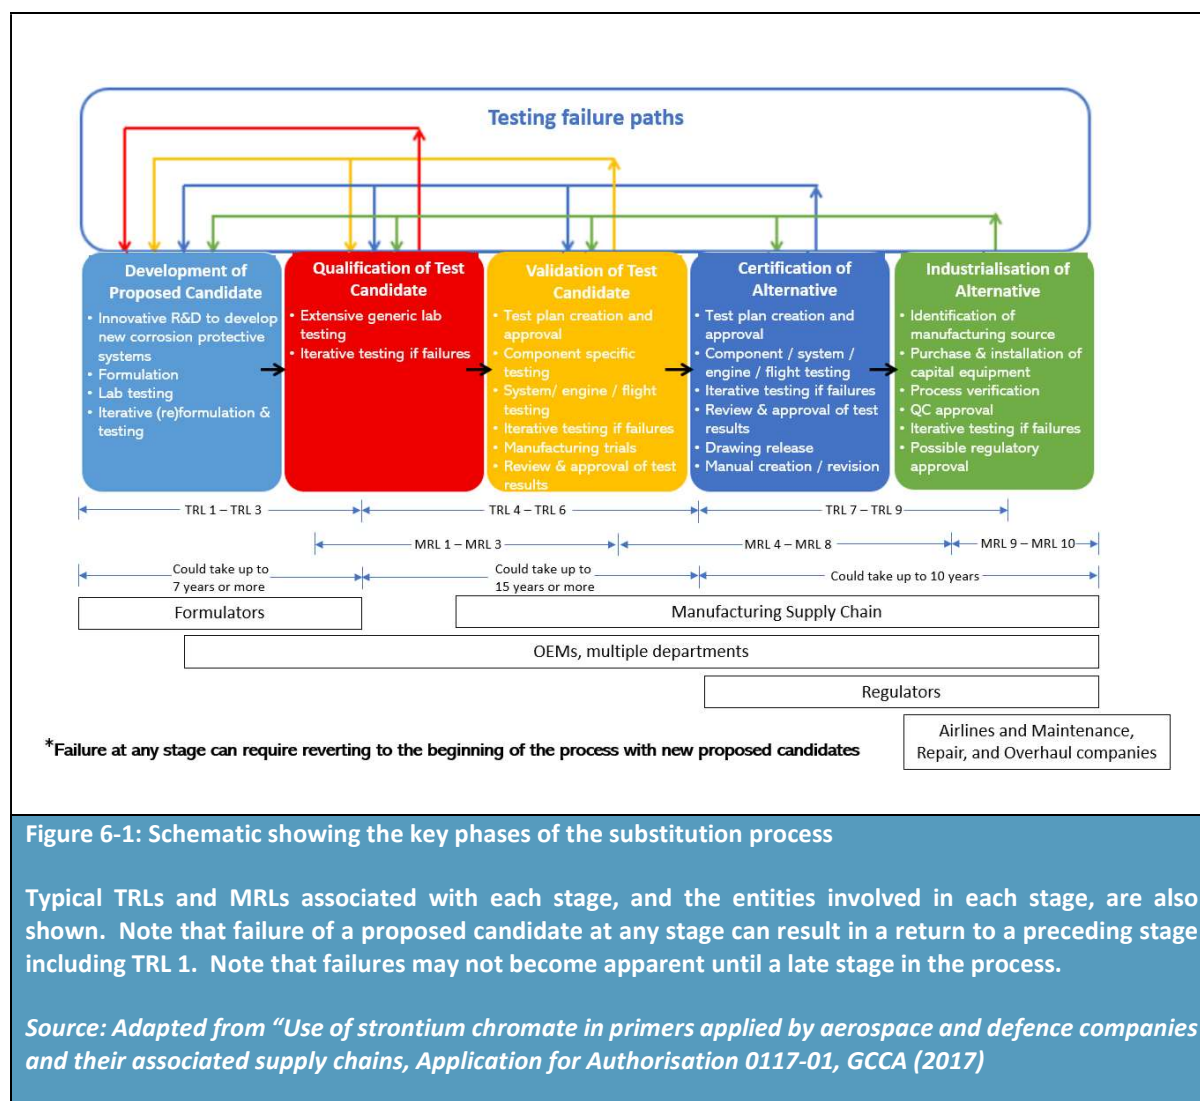 Testing failure paths
Development of
Proposed Candidate
• Innovative R&D to develop
new corrosion protective
systems
• Formulation
• Lab testing
• Iterative (re)formulation &
testing
Qualification of Test
Candidate
• Extensive generic lab
testing
• Iterative testing if failures
Validation of Test
Candidate
• Test plan creation and
approval
• Component specific
testing
• System/ engine / flight
testing
• Iterative testing if failures
• Manufacturing trials
• Review & approval of test
results
Certification of
Alternative
• Test plan creation and
approval
• Component / system /
engine / flight testing
• Iterative testing if failures
• Review & approval of test
results
• Drawing release
• Manual creation / revision
Industrialisation of
Alternative
• Identification of
manufacturing source
• Purchase & installation of
capital equipment
• Process verification
• QC approval
• Iterative testing if failures
• Possible regulatory
approval
TRL 1 – TRL 3
TRL 4 – TRL 6
TRL 7 – TRL 9
MRL 1 – MRL 3
MRL 4 – MRL 8
MRL 9 – MRL 10
Could take up to
7 years or more
Could take up to
15 years or more
Could take up to 10 years
Formulators
Manufacturing Supply Chain
OEMs, multiple departments
Regulators
Airlines and Maintenance,
Repair, and Overhaul companies
*Failure at any stage can require reverting to the beginning of the process with new proposed candidates
Figure 6-1: Schematic showing the key phases of the substitution process
Typical TRLs and MRLs associated with each stage, and the entities involved in each stage, are also
shown. Note that failure of a proposed candidate at any stage can result in a return to a preceding stage
including TRL 1. Note that failures may not become apparent until a late stage in the process.
Source: Adapted from “Use of strontium chromate in primers applied by aerospace and defence companies
and their associated supply chains, Application for Authorisation 0117-01, GCCA (2017)